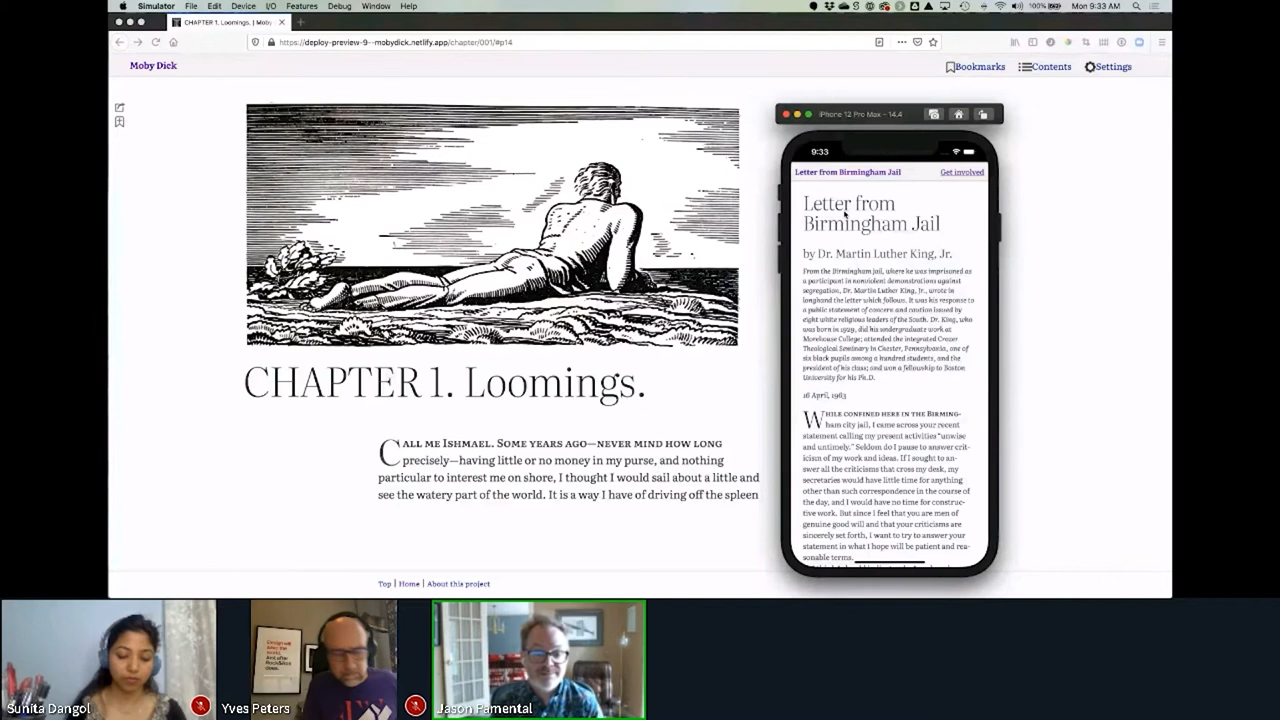 Simulator File Edit Device I/O Features Debug Window Help
100% Mon 9:33 AM
CHAPTER 1. Loomings. | Moby
https://deploy-preview-9--mobydick.netlify.app/chapter/001/#p14
Moby Dick
Bookmarks Contents Settings
CHAPTER 1. Loomings.
CALL ME ISHMAEL. SOME YEARS AGO—NEVER MIND HOW LONG
precisely—having little or no money in my purse, and nothing
particular to interest me on shore, I thought I would sail about a little and
see the watery part of the world. It is a way I have of driving off the spleen
Top | Home | About this project
iPhone 12 Pro Max – 14.4
9:33
Letter from Birmingham Jail Get involved
Letter from
Birmingham Jail
by Dr. Martin Luther King, Jr.
From the Birmingham jail, where he was imprisoned as
a participant in nonviolent demonstrations against
segregation, Dr. Martin Luther King, Jr., wrote in
longhand the letter which follows. It was his response to
a public statement of concern and caution issued by
eight white religious leaders of the South. Dr. King, who
was born in 1929, did his undergraduate work at
Morehouse College; attended the integrated Crozer
Theological Seminary in Chester, Pennsylvania, one of
six black pupils among a hundred students, and the
president of his class; and won a fellowship to Boston
University for his Ph.D.
16 April, 1963
WHILE CONFINED HERE IN THE BIRMING-
ham city jail, I came across your recent
statement calling my present activities "unwise
and untimely." Seldom do I pause to answer crit-
icism of my work and ideas. If I sought to an-
swer all the criticisms that cross my desk, my
secretaries would have little time for anything
other than such correspondence in the course of
the day, and I would have no time for construc-
tive work. But since I feel that you are men of
genuine good will and that your criticisms are
sincerely set forth, I want to try to answer your
statement in what I hope will be patient and rea-
sonable terms.
Sunita Dangol
Yves Peters
Jason Pamental